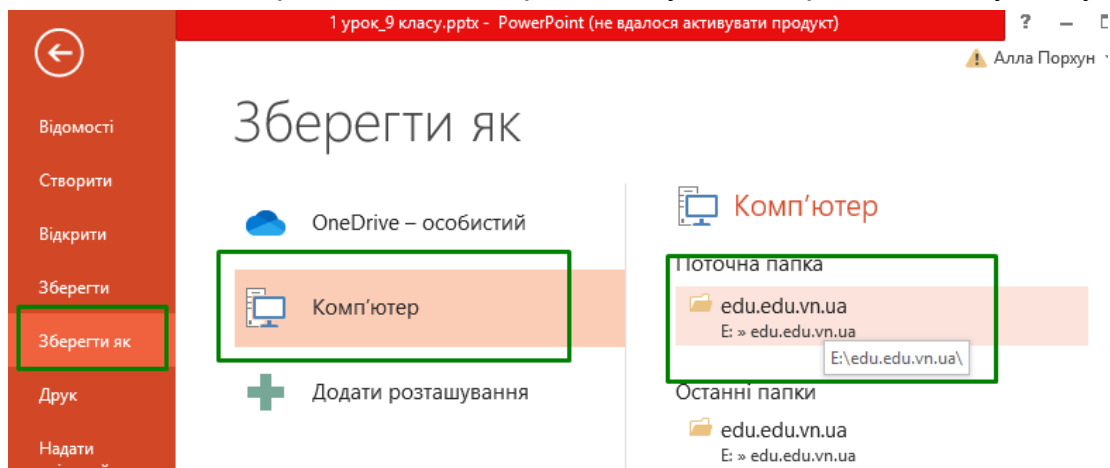 1 урок_9 класу.pptx - PowerPoint (не вдалося активувати продукт)
?
Алла Порхун
Відомості
Створити
Відкрити
Зберегти
Зберегти як
Друк
Надати
Зберегти як
OneDrive – особистий
Комп'ютер
Додати розташування
Комп'ютер
Поточна папка
edu.edu.vn.ua
E: » edu.edu.vn.ua
E:\edu.edu.vn.ua\
Останні папки
edu.edu.vn.ua
E: » edu.edu.vn.ua